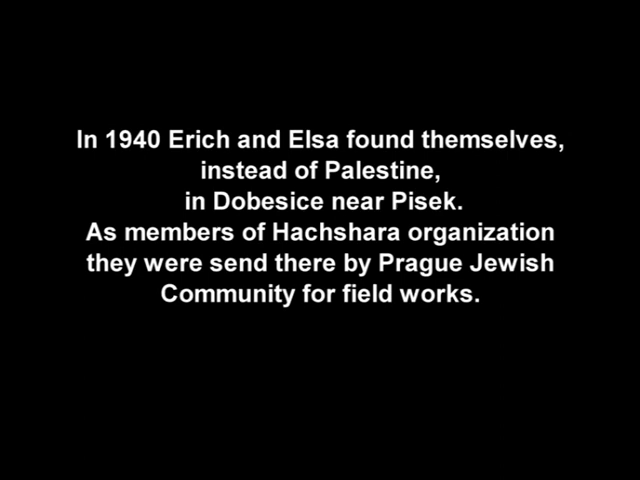 In 1940 Erich and Elsa found themselves,
instead of Palestine,
in Dobesice near Pisek.
As members of Hachshara organization
they were send there by Prague Jewish
Community for field works.